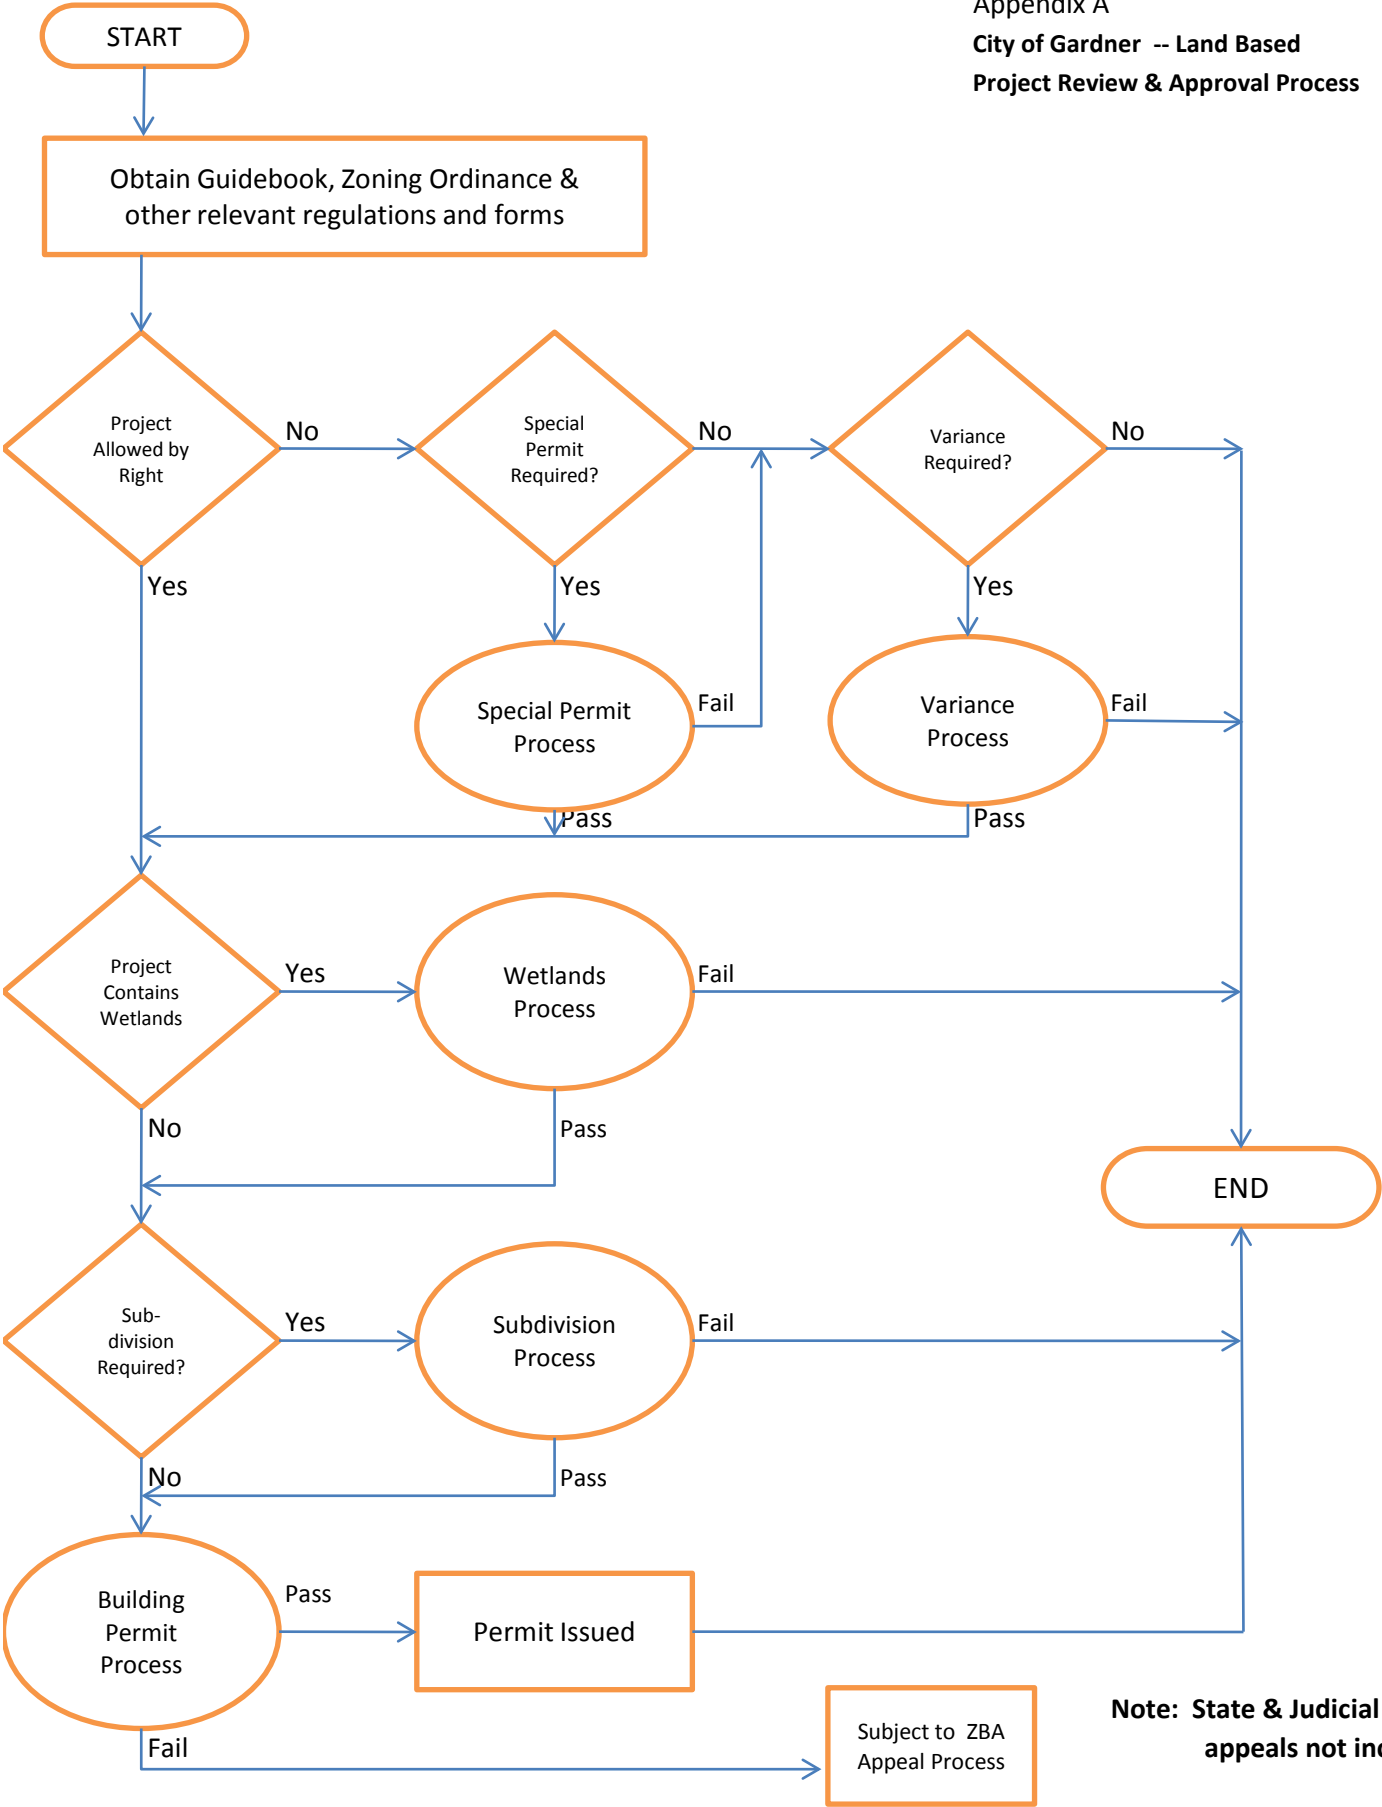 Appendix A
City of Gardner -- Land Based
Project Review & Approval Process
START
Obtain Guidebook, Zoning Ordinance &
other relevant regulations and forms
Project
Allowed by
Right
No
Special
Permit
Required?
No
Variance
Required?
No
Yes
Yes
Yes
Special Permit
Process
Fail
Variance
Process
Fail
Pass
Pass
Project
Contains
Wetlands
Yes
Wetlands
Process
Fail
No
Pass
END
Sub-
division
Required?
Yes
Subdivision
Process
Fail
No
Pass
Building
Permit
Process
Pass
Permit Issued
Fail
Subject to ZBA
Appeal Process
Note: State & Judicial
appeals not